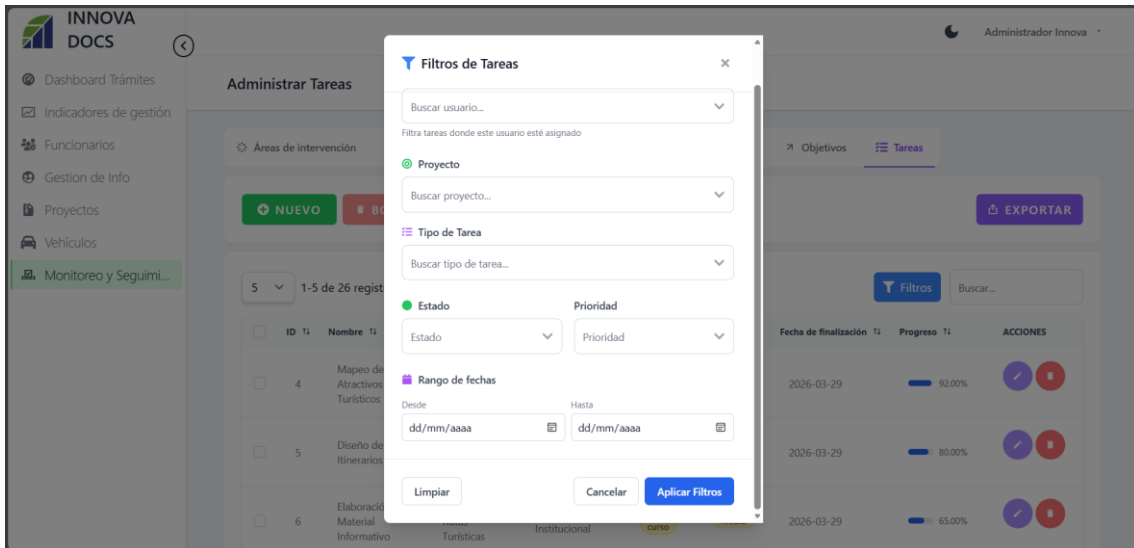 INNOVA
DOCS
Administrador Innova
Dashboard Trámites
Indicadores de gestión
Funcionarios
Gestion de Info
Proyectos
Vehículos
Monitoreo y Seguimi...
Administrar Tareas
Áreas de intervención
Objetivos
Tareas
NUEVO
BO
EXPORTAR
5
1-5 de 26 regist
Filtros
Buscar...
ID
Nombre
Fecha de finalización
Progreso
ACCIONES
4
Mapeo de
Atractivos
Turísticos
2026-03-29
92.00%
5
Diseño de
Itinerarios
2026-03-29
80.00%
6
Elaboració
Material
Informativo
Turísticas
Institucional
curso
2026-03-29
65.00%
Filtros de Tareas
Buscar usuario...
Filtra tareas donde este usuario esté asignado
Proyecto
Buscar proyecto...
Tipo de Tarea
Buscar tipo de tarea...
Estado
Prioridad
Estado
Prioridad
Rango de fechas
Desde
Hasta
dd/mm/aaaa
dd/mm/aaaa
Limpiar
Cancelar
Aplicar Filtros